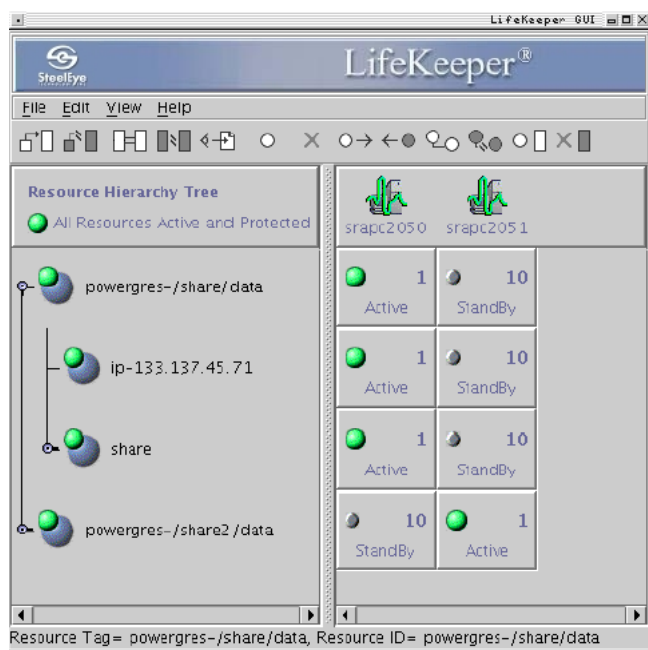 LifeKeeper GUI
SteelEye
LifeKeeper®
File Edit View Help
Resource Hierarchy Tree
All Resources Active and Protected
srapc2050 srapc2051
powergres-/share/data
1 Active
10 StandBy
ip-133.137.45.71
1 Active
10 StandBy
share
1 Active
10 StandBy
powergres-/share2/data
10 StandBy
1 Active
Resource Tag= powergres-/share/data, Resource ID= powergres-/share/data